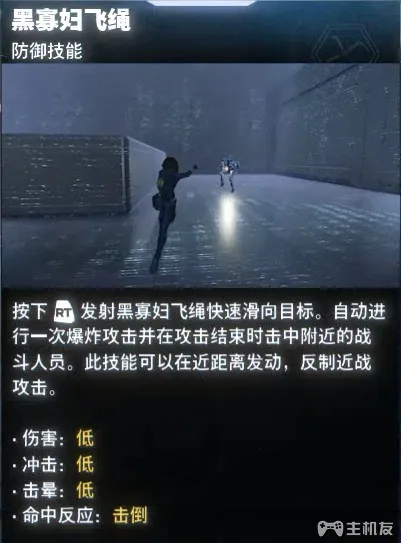 黑寡妇飞绳
防御技能
按下 RT 发射黑寡妇飞绳快速滑向目标。自动进
行一次爆炸攻击并在攻击结束时击中附近的战
斗人员。此技能可以在近距离发动，反制近战
攻击。
· 伤害：低
· 冲击：低
· 击晕：低
· 命中反应：击倒
主机友